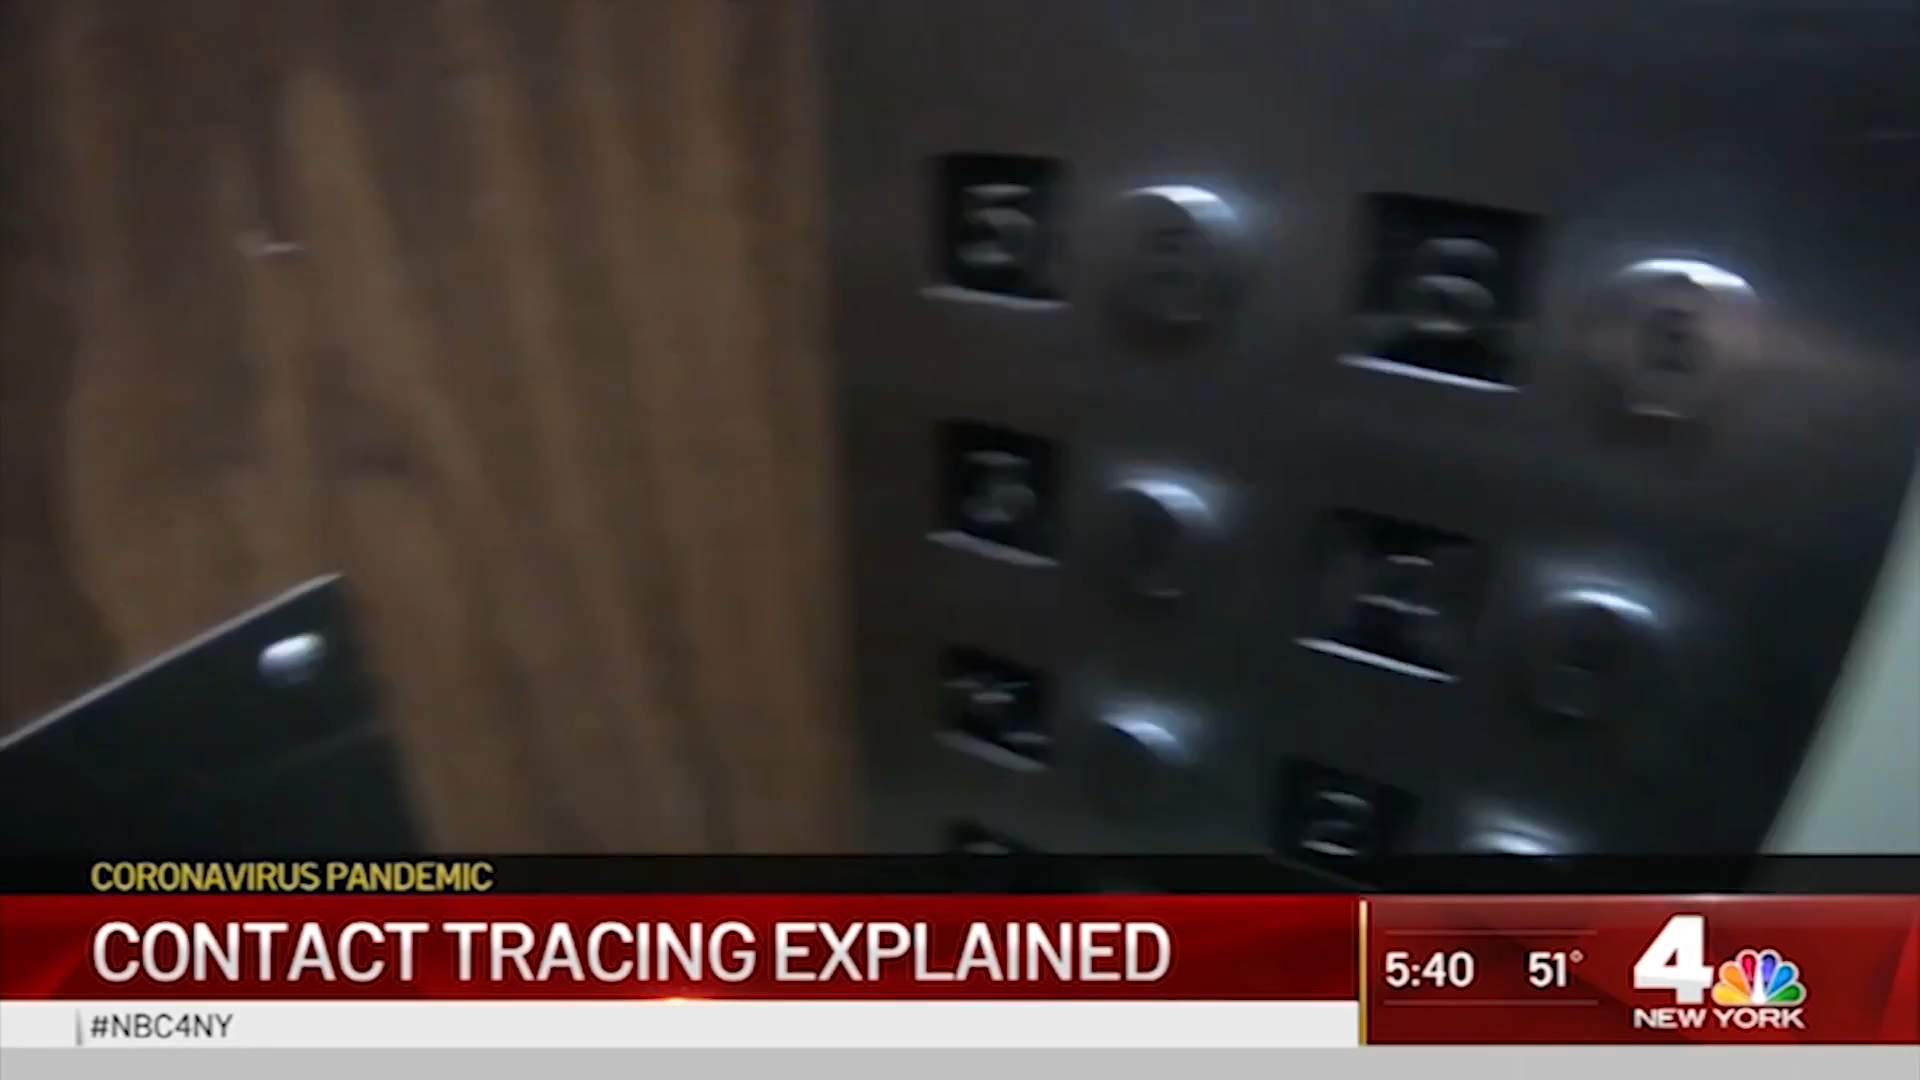 CORONAVIRUS PANDEMIC
CONTACT TRACING EXPLAINED
5:40 51°
4
NEW YORK
#NBC4NY